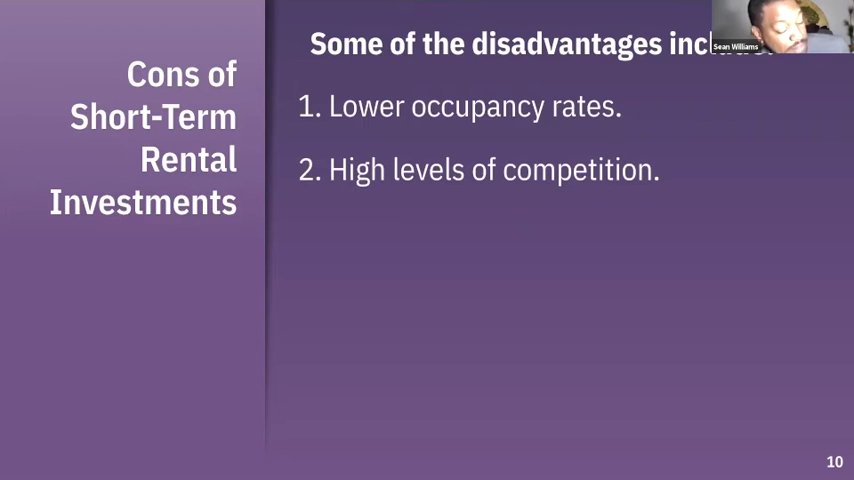 Cons of
Short-Term
Rental
Investments
Some of the disadvantages
1. Lower occupancy rates.
2. High levels of competition.
Sean Williams
10